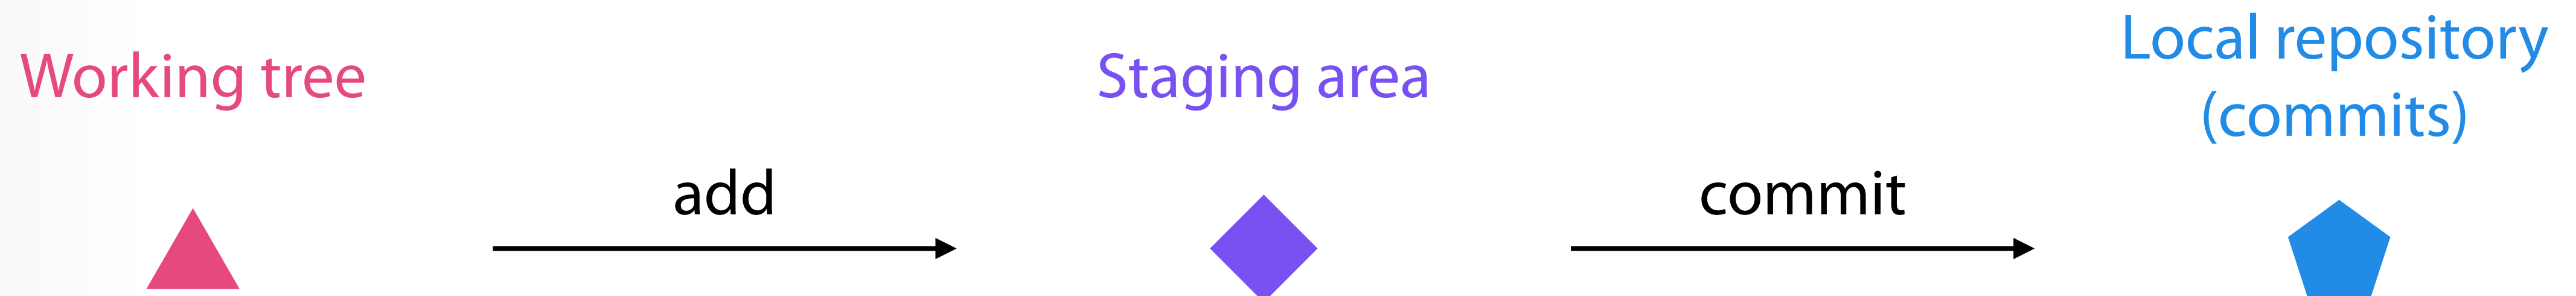 Working tree
Staging area
Local repository
(commits)
add
commit